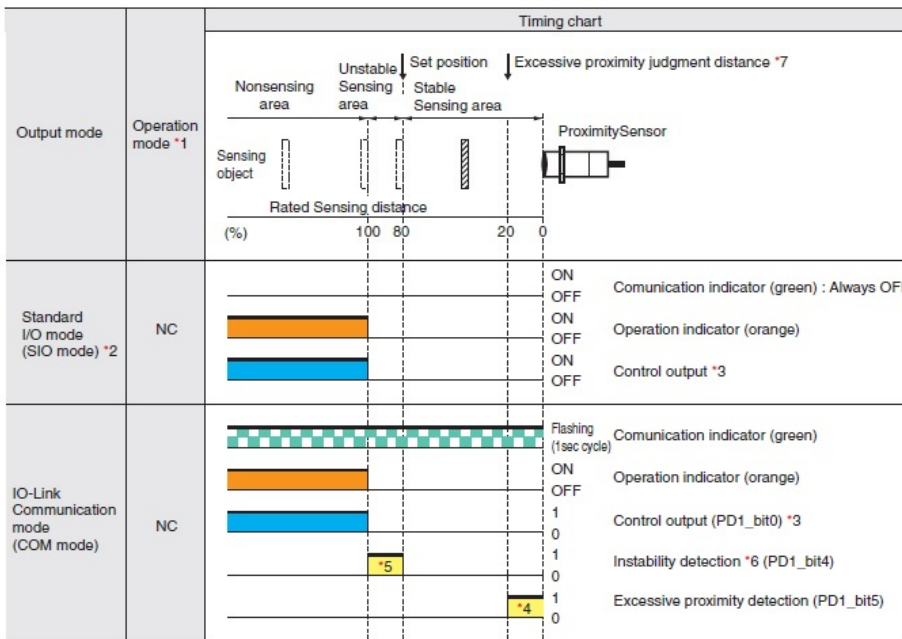 Timing chart
Output mode
Operation
mode *1
Set position
Excessive proximity judgment distance *7
Nonsensing
area
Unstable
Sensing
area
Stable
Sensing area
ProximitySensor
Sensing
object
Rated Sensing distance
(%)
100
80
20
0
Standard
I/O mode
(SIO mode) *2
NC
ON
OFF
Comunication indicator (green) : Always OF
ON
OFF
Operation indicator (orange)
ON
OFF
Control output *3
IO-Link
Communication
mode
(COM mode)
NC
Flashing
(1sec cycle)
Comunication indicator (green)
ON
OFF
Operation indicator (orange)
1
0
Control output (PD1_bit0) *3
*5
1
0
Instability detection *6 (PD1_bit4)
*4
1
0
Excessive proximity detection (PD1_bit5)